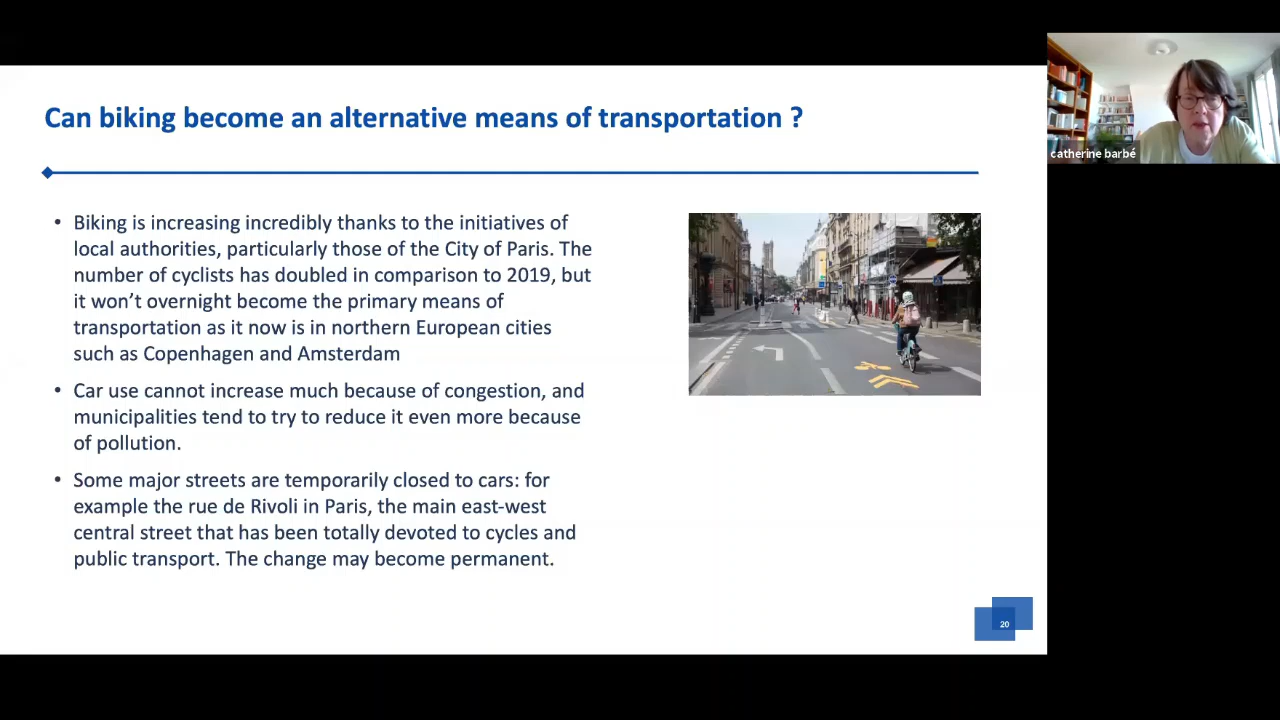 Can biking become an alternative means of transportation ?
• Biking is increasing incredibly thanks to the initiatives of
local authorities, particularly those of the City of Paris. The
number of cyclists has doubled in comparison to 2019, but
it won’t overnight become the primary means of
transportation as it now is in northern European cities
such as Copenhagen and Amsterdam
• Car use cannot increase much because of congestion, and
municipalities tend to try to reduce it even more because
of pollution.
• Some major streets are temporarily closed to cars: for
example the rue de Rivoli in Paris, the main east-west
central street that has been totally devoted to cycles and
public transport. The change may become permanent.
20
catherine barbé